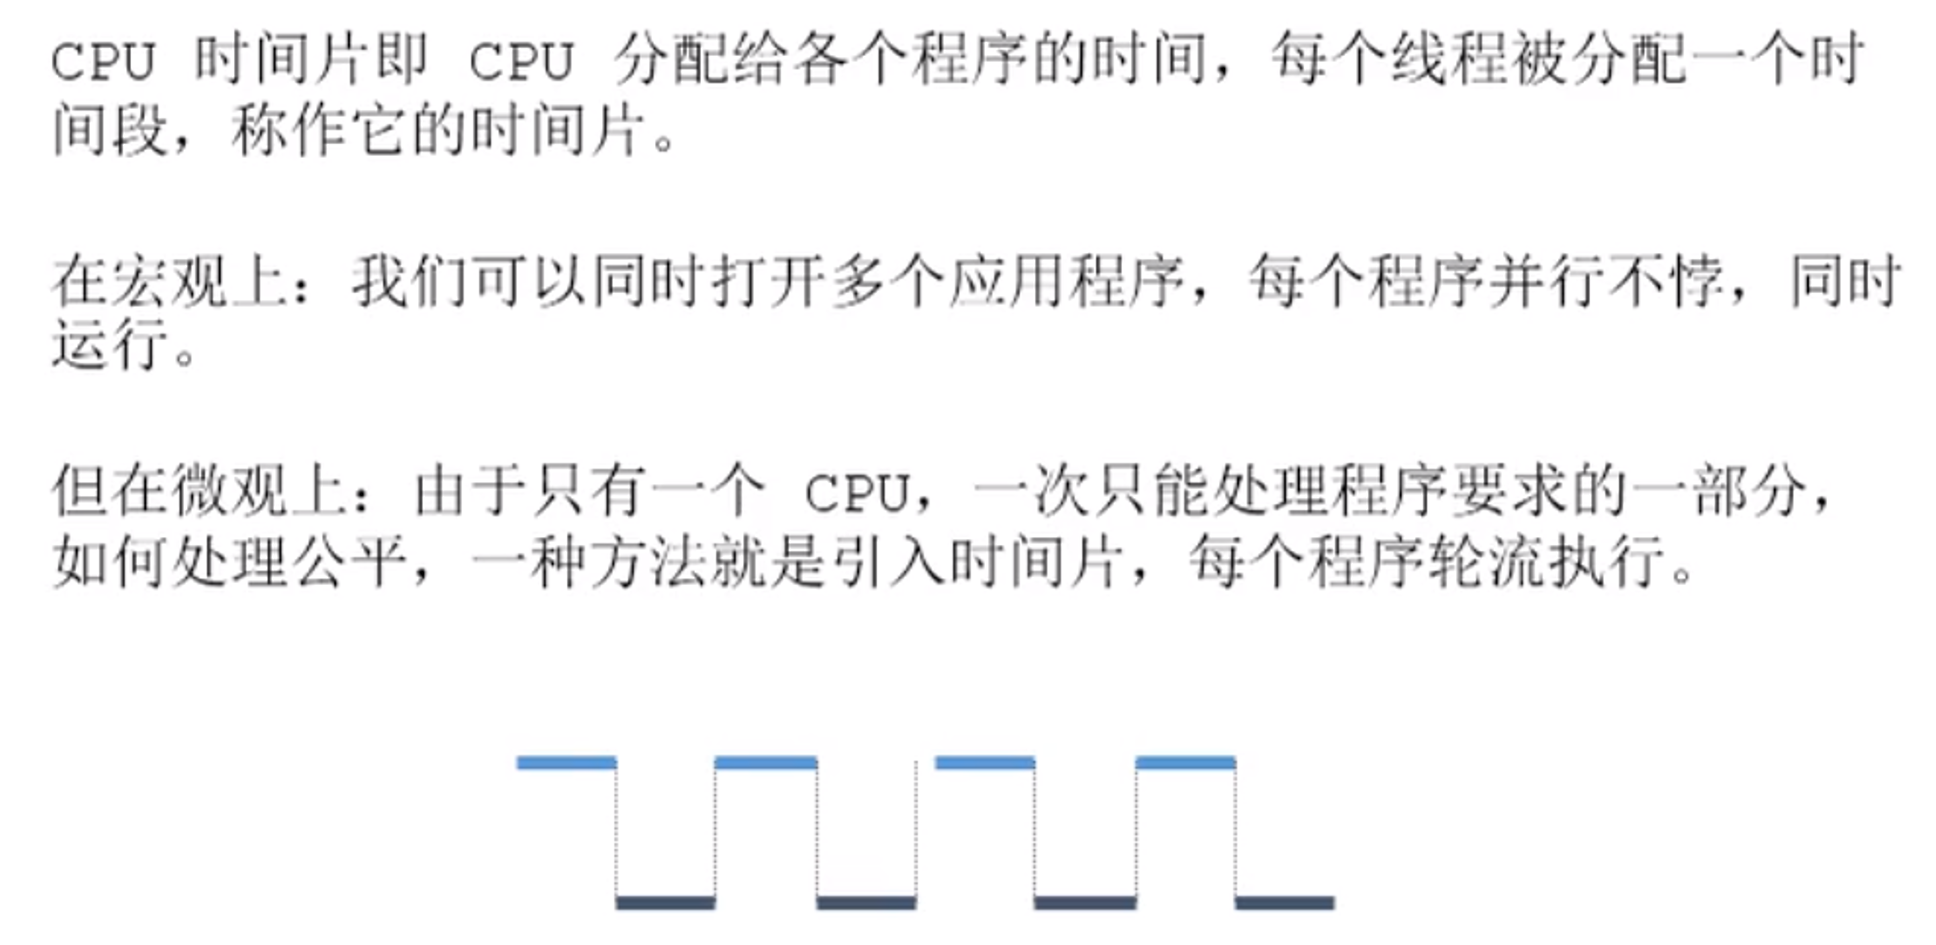 CPU 时间片即 CPU 分配给各个程序的时间，每个线程被分配一个时
间段，称作它的时间片。
在宏观上：我们可以同时打开多个应用程序，每个程序并行不悖，同时
运行。
但在微观上：由于只有一个 CPU，一次只能处理程序要求的一部分，
如何处理公平，一种方法就是引入时间片，每个程序轮流执行。